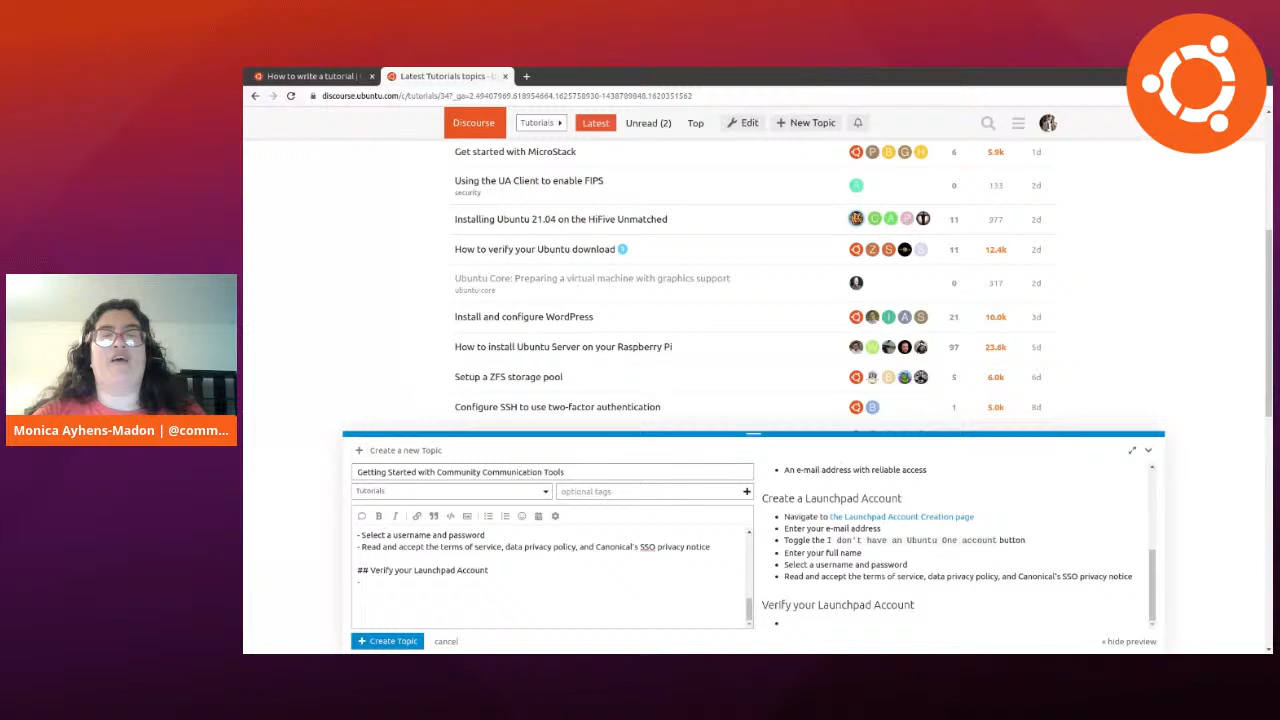 How to write a tutorial |
Latest Tutorials topics -
discourse.ubuntu.com/c/tutorials/34?_ga=2.49407969.618954664.1625758930-1438789848.1620351562
Discourse
Tutorials
Latest
Unread (2)
Top
Edit
+ New Topic
Get started with MicroStack
P B G H
6 5.9k 1d
Using the UA Client to enable FIPS
security
A
0 133 2d
Installing Ubuntu 21.04 on the HiFive Unmatched
C A P
11 977 2d
How to verify your Ubuntu download
Z S S
11 12.4k 2d
Ubuntu Core: Preparing a virtual machine with graphics support
ubuntu-core
0 317 2d
Install and configure WordPress
I A S
21 10.0k 3d
How to install Ubuntu Server on your Raspberry Pi
W
97 23.6k 5d
Setup a ZFS storage pool
B
5 6.0k 6d
Configure SSH to use two-factor authentication
B
1 5.0k 8d
+ Create a new Topic
Getting Started with Community Communication Tools
Tutorials
optional tags
B I
- Select a username and password
- Read and accept the terms of service, data privacy policy, and Canonical's SSO privacy notice
## Verify your Launchpad Account
-
+ Create Topic
cancel
• An e-mail address with reliable access
Create a Launchpad Account
• Navigate to the Launchpad Account Creation page
• Enter your e-mail address
• Toggle the I don't have an Ubuntu One account button
• Enter your full name
• Select a username and password
• Read and accept the terms of service, data privacy policy, and Canonical's SSO privacy notice
Verify your Launchpad Account
•
« hide preview
Monica Ayhens-Madon | @comm...